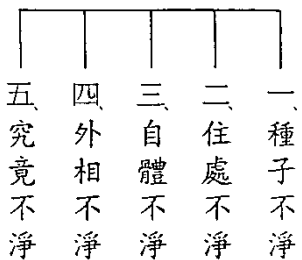 一、種子不淨
二、住處不淨
三、自體不淨
四、外相不淨
五、究竟不淨